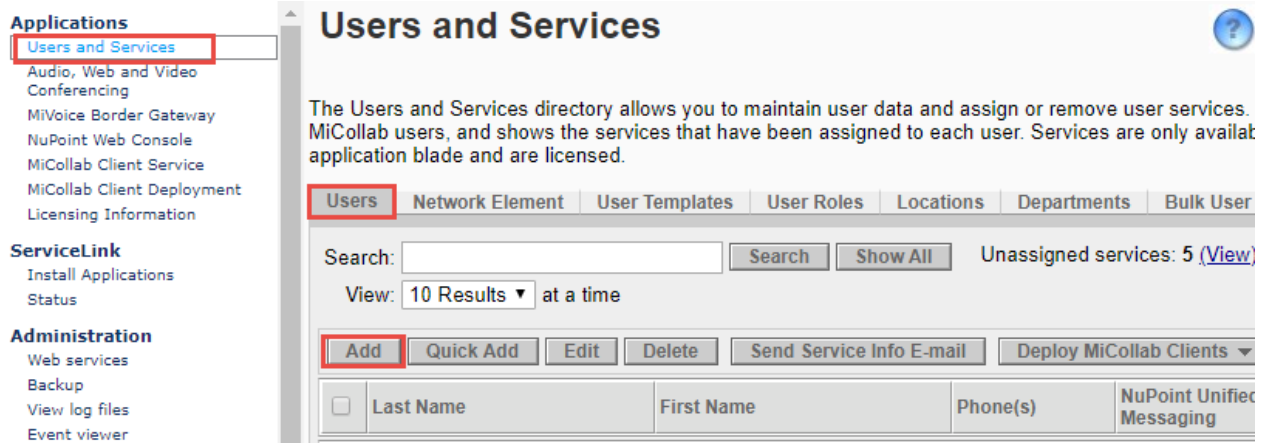 Applications
Users and Services
Audio, Web and Video
Conferencing
MiVoice Border Gateway
NuPoint Web Console
MiCollab Client Service
MiCollab Client Deployment
Licensing Information
ServiceLink
Install Applications
Status
Administration
Web services
Backup
View log files
Event viewer
Users and Services
?
The Users and Services directory allows you to maintain user data and assign or remove user services.
MiCollab users, and shows the services that have been assigned to each user. Services are only availab
application blade and are licensed.
Users Network Element User Templates User Roles Locations Departments Bulk User
Search: Search Show All Unassigned services: 5 (View)
View: 10 Results ▼ at a time
Add Quick Add Edit Delete Send Service Info E-mail Deploy MiCollab Clients ▼
Last Name First Name Phone(s) NuPoint Unified
Messaging